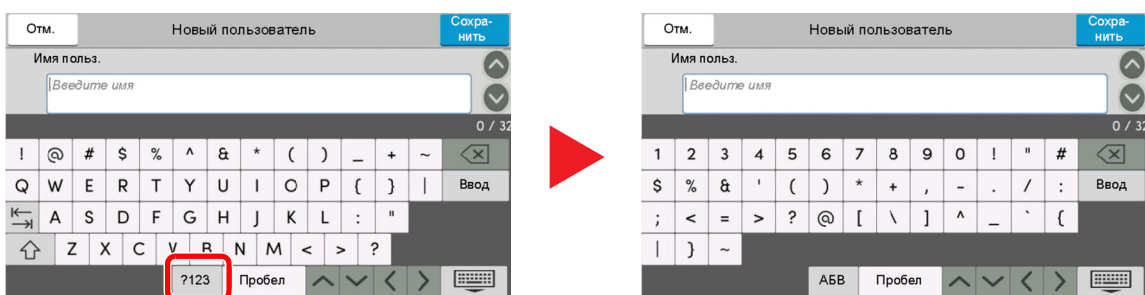 Отм.
Новый пользователь
Сохра-
нить
Имя польз.
Введите имя
0 / 32
! @ # $ % ^ & * ( ) _ + ~
Q W E R T Y U I O P { } | Ввод
A S D F G H J K L : "
Z X C V B N M < > ?
?123 Пробел
Отм.
Новый пользователь
Сохра-
нить
Имя польз.
Введите имя
0 / 32
1 2 3 4 5 6 7 8 9 0 ! " #
$ % & ' ( ) * + , - . / : Ввод
; < = > ? @ [ \ ] ^ _ ` {
| } ~
АБВ Пробел